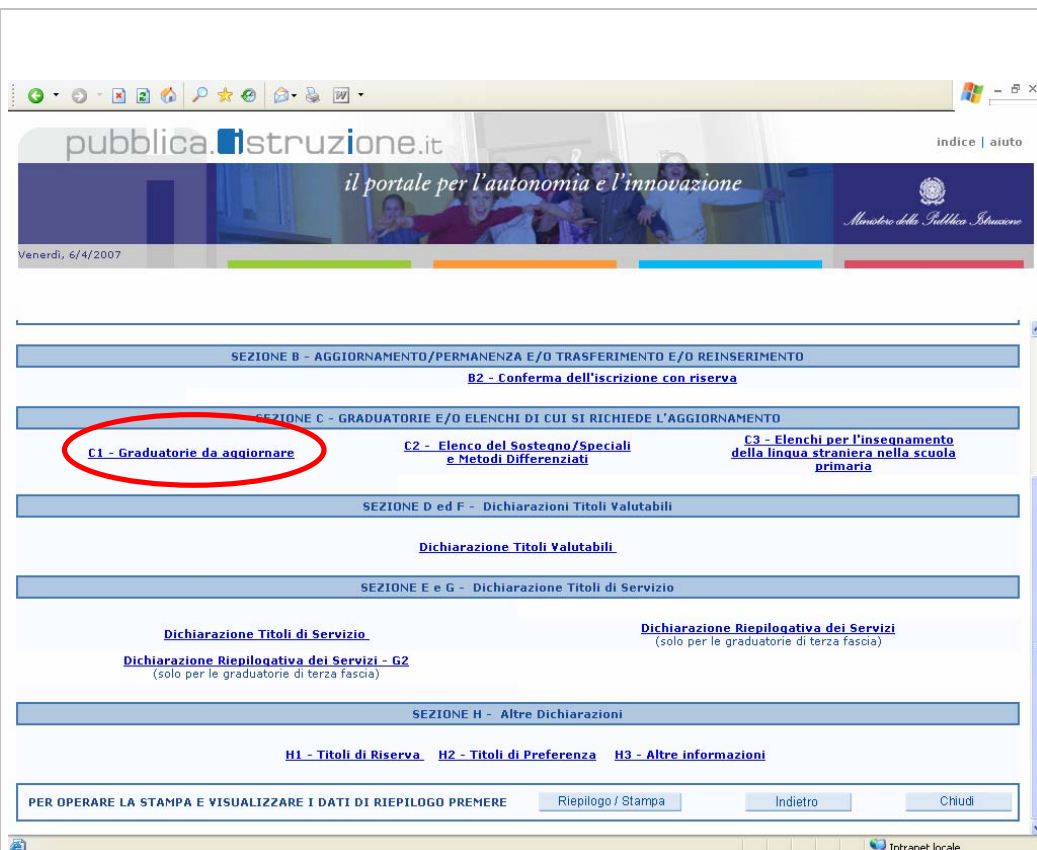 pubblica.istruzione.it
indice | aiuto
il portale per l'autonomia e l'innovazione
Ministero della Pubblica Istruzione
Venerdì, 6/4/2007
SEZIONE B - AGGIORNAMENTO/PERMANENZA E/O TRASFERIMENTO E/O REINSERIMENTO
B2 - Conferma dell'iscrizione con riserva
SEZIONE C - GRADUATORIE E/O ELENCHI DI CUI SI RICHIEDE L'AGGIORNAMENTO
C1 - Graduatorie da aggiornare
C2 - Elenco del Sostegno/Speciali
e Metodi Differenziati
C3 - Elenchi per l'insegnamento
della lingua straniera nella scuola
primaria
SEZIONE D ed F - Dichiarazioni Titoli Valutabili
Dichiarazione Titoli Valutabili
SEZIONE E e G - Dichiarazione Titoli di Servizio
Dichiarazione Titoli di Servizio
Dichiarazione Riepilogativa dei Servizi
(solo per le graduatorie di terza fascia)
Dichiarazione Riepilogativa dei Servizi - G2
(solo per le graduatorie di terza fascia)
SEZIONE H - Altre Dichiarazioni
H1 - Titoli di Riserva H2 - Titoli di Preferenza H3 - Altre informazioni
PER OPERARE LA STAMPA E VISUALIZZARE I DATI DI RIEPILOGO PREMERE Riepilogo / Stampa Indietro Chiudi
Intranet locale